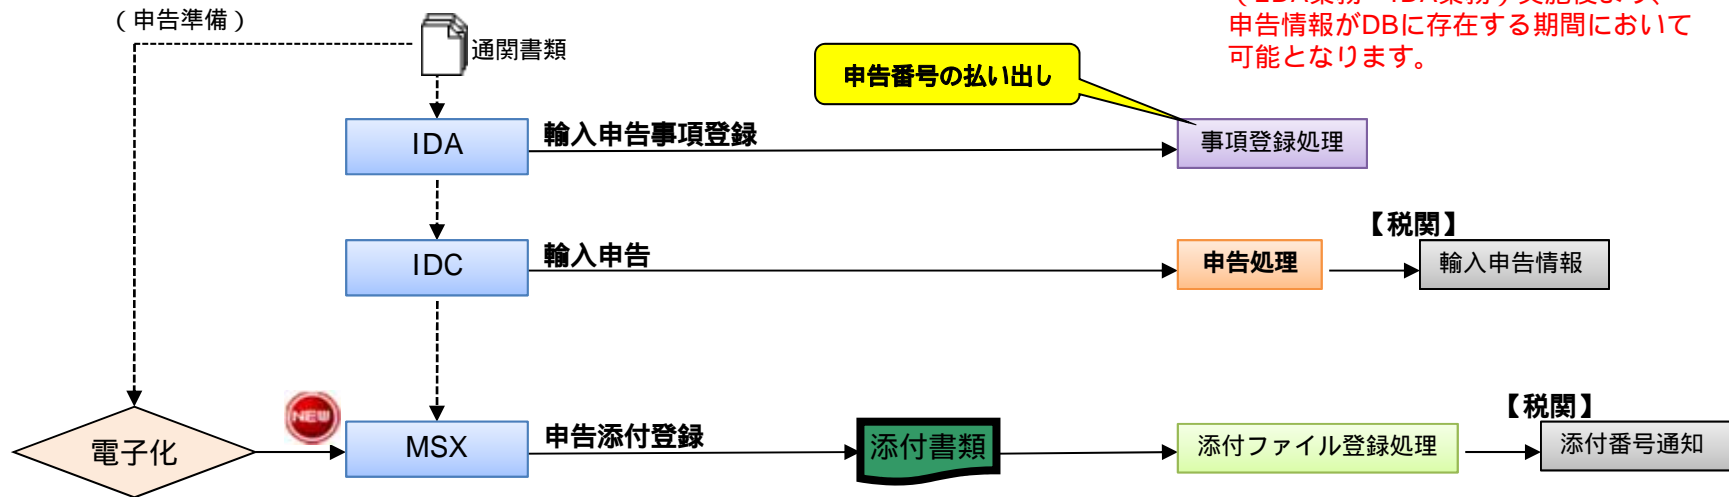 (申告準備)
通関書類
申告情報がDBに存在する期間において
可能となります。
申告番号の払い出し
IDA
輸入申告事項登録
事項登録処理
【税関】
IDC
輸入申告
申告処理
輸入申告情報
【税関】
NEW
電子化
MSX
申告添付登録
添付書類
添付ファイル登録処理
添付番号通知